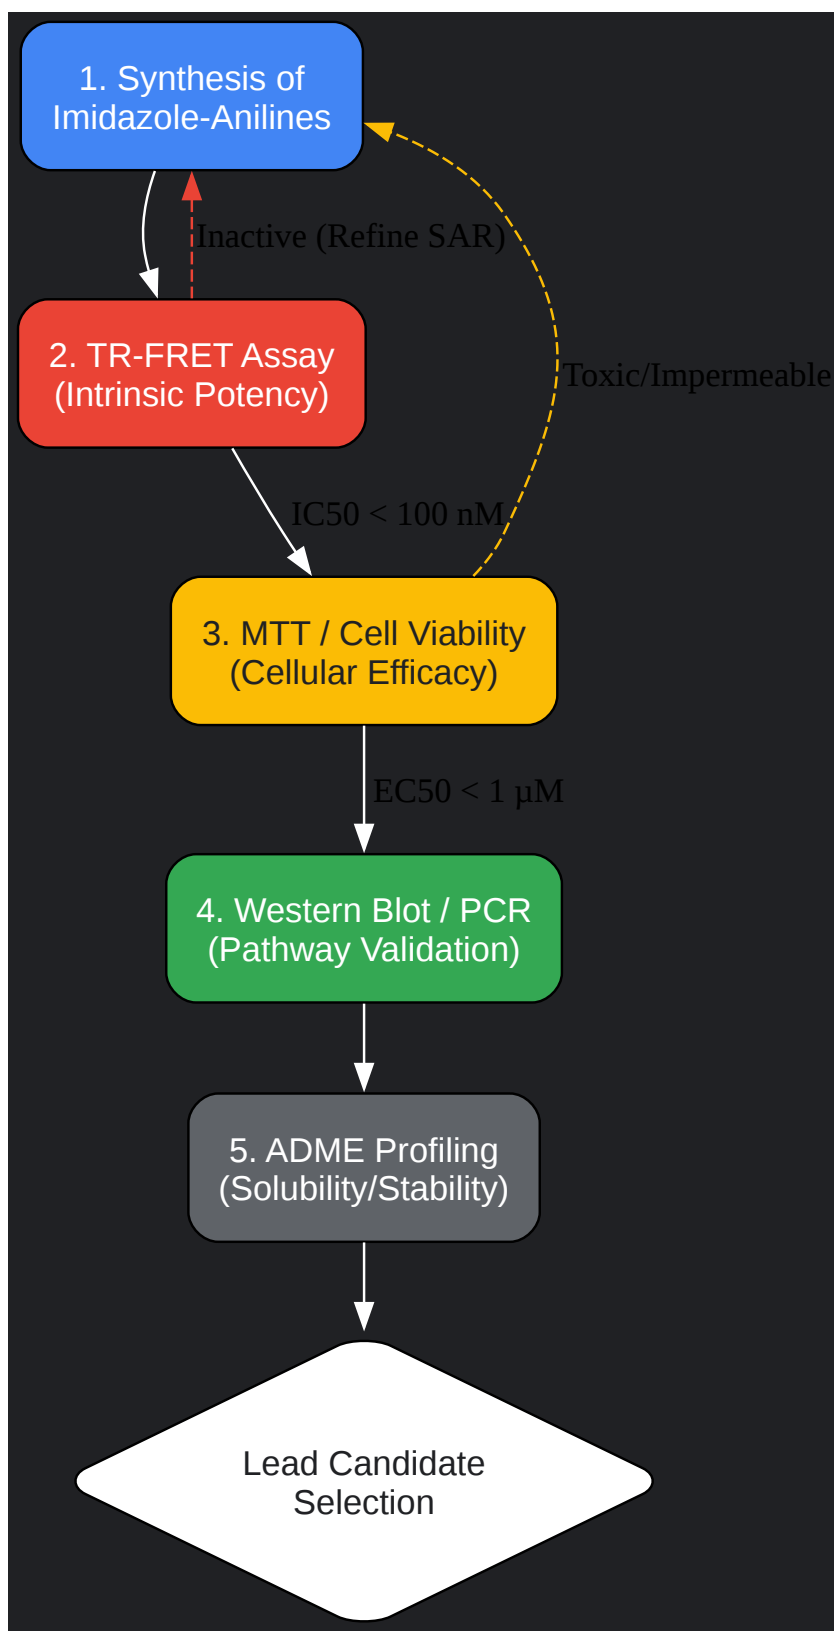 1. Synthesis of
Imidazole-Anilines
Inactive (Refine SAR)
2. TR-FRET Assay
(Intrinsic Potency)
Toxic/Impermeable
IC50 < 100 nM
3. MTT / Cell Viability
(Cellular Efficacy)
EC50 < 1 µM
4. Western Blot / PCR
(Pathway Validation)
5. ADME Profiling
(Solubility/Stability)
Lead Candidate
Selection